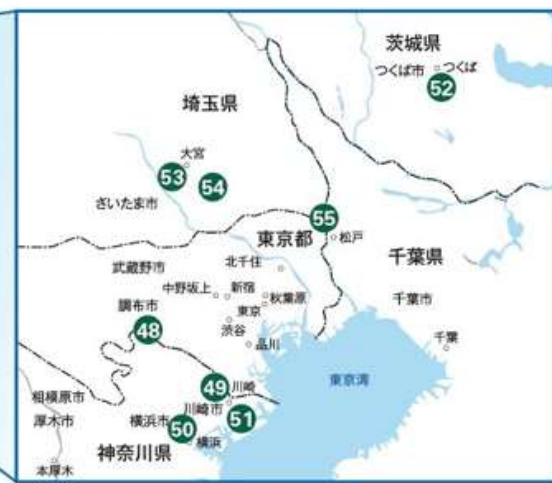 茨城県
つくば市
つくば
52
埼玉県
大宮
53
54
さいたま市
55
東京都
松戸
千葉県
武蔵野市
北千住
中野坂上
新宿
秋葉原
調布市
東京
千葉市
48
渋谷
品川
千葉
東京湾
相模原市
49
川崎
川崎市
厚木市
横浜市
50
51
横浜
神奈川県
本厚木